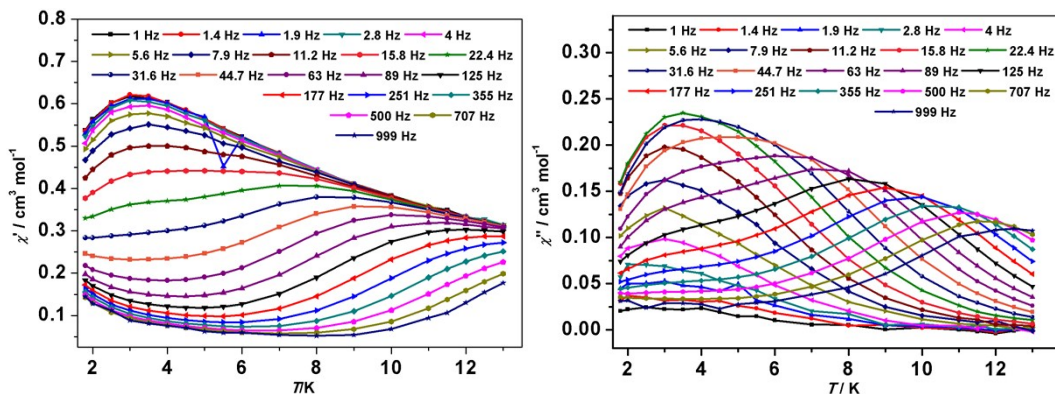 0.8
1 Hz 1.4 Hz 1.9 Hz 2.8 Hz 4 Hz
5.6 Hz 7.9 Hz 11.2 Hz 15.8 Hz 22.4 Hz
0.7
31.6 Hz 44.7 Hz 63 Hz 89 Hz 125 Hz
177 Hz 251 Hz 355 Hz
0.6
500 Hz 707 Hz
999 Hz
0.5
0.4
0.3
0.2
0.1
χ' / cm³ mol⁻¹
2 4 6 8 10 12
T/K
1 Hz 1.4 Hz 1.9 Hz 2.8 Hz 4 Hz
0.30
5.6 Hz 7.9 Hz 11.2 Hz 15.8 Hz 22.4 Hz
31.6 Hz 44.7 Hz 63 Hz 89 Hz 125 Hz
0.25
177 Hz 251 Hz 355 Hz 500 Hz 707 Hz
999 Hz
0.20
0.15
0.10
0.05
0.00
χ'' / cm³ mol⁻¹
2 4 6 8 10 12
T / K